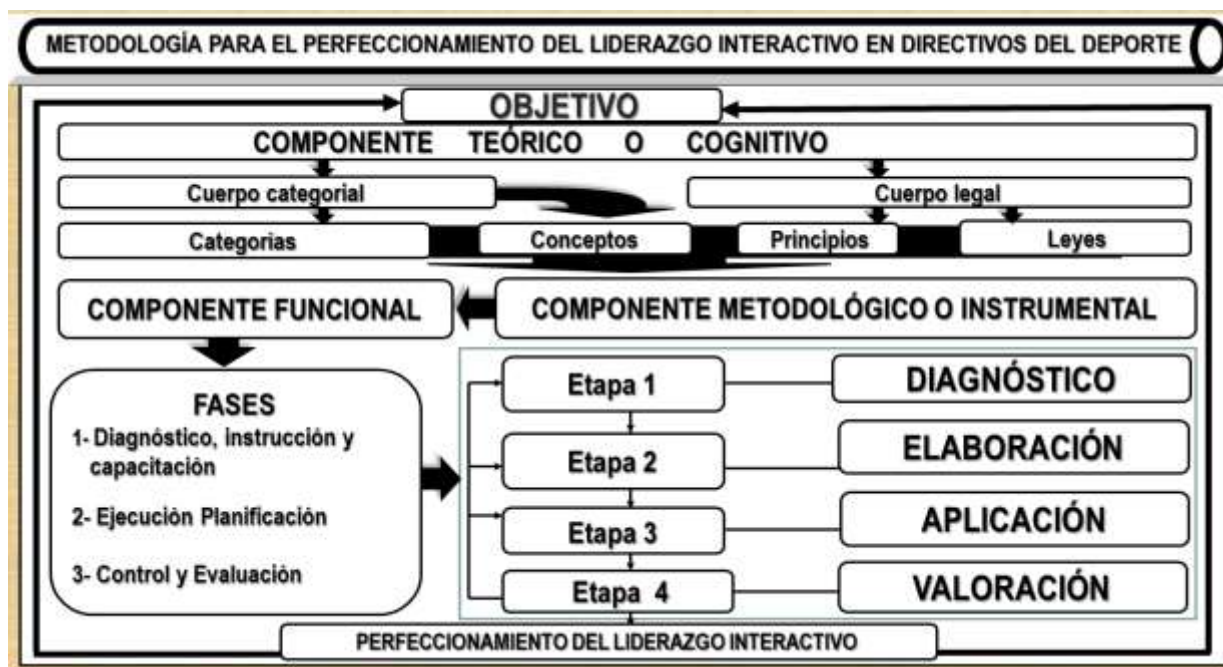 METODOLOGÍA PARA EL PERFECCIONAMIENTO DEL LIDERAZGO INTERACTIVO EN DIRECTIVOS DEL DEPORTE
OBJETIVO
COMPONENTE TEÓRICO O COGNITIVO
Cuerpo categorial
Cuerpo legal
Categorías
Conceptos
Principios
Leyes
COMPONENTE FUNCIONAL
COMPONENTE METODOLÓGICO O INSTRUMENTAL
FASES
1- Diagnóstico, instrucción y
capacitación
2- Ejecución Planificación
3- Control y Evaluación
Etapa 1
DIAGNÓSTICO
Etapa 2
ELABORACIÓN
Etapa 3
APLICACIÓN
Etapa 4
VALORACIÓN
PERFECCIONAMIENTO DEL LIDERAZGO INTERACTIVO